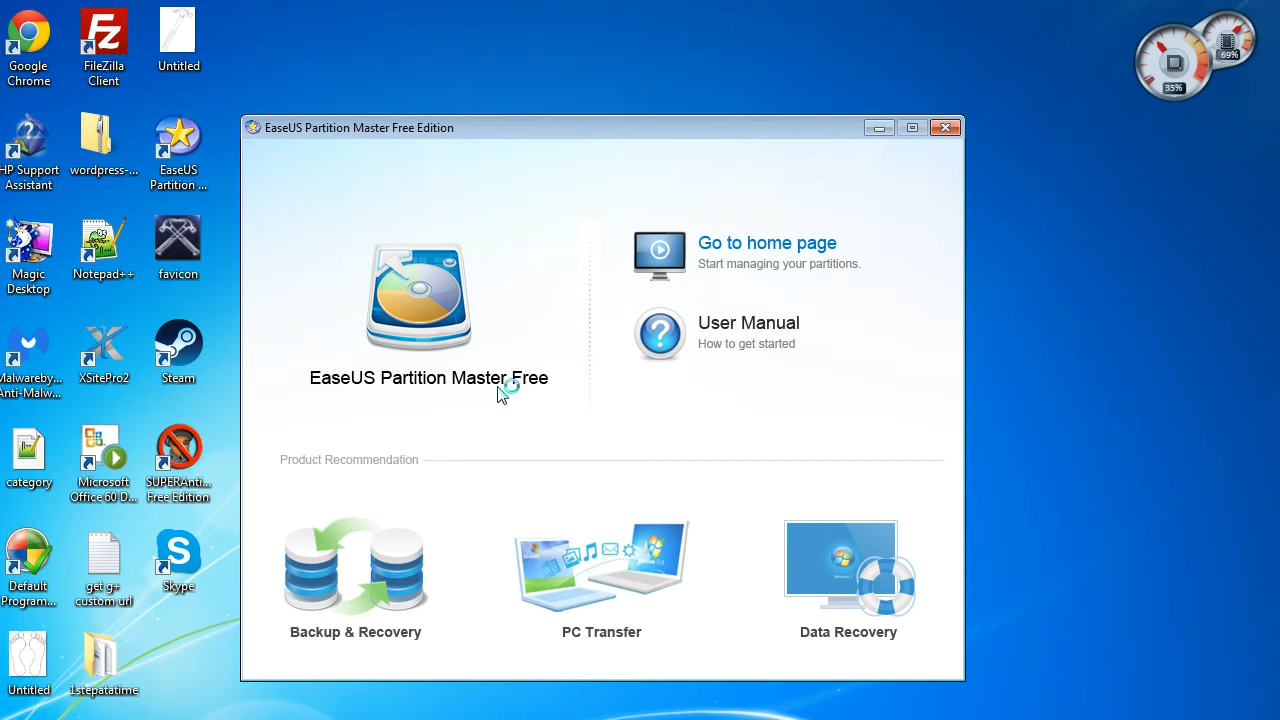 Google
Chrome
FileZilla
Client
Untitled
HP Support
Assistant
wordpress-...
EaseUS
Partition ...
Magic
Desktop
Notepad++
favicon
Malwareby...
Anti-Malw...
XSitePro2
Steam
category
Microsoft
Office 60 D...
SUPERAnti...
Free Edition
Default
Program...
get g+
custom url
Skype
Untitled
1stepatatime
EaseUS Partition Master Free Edition
EaseUS Partition Master Free
Go to home page
Start managing your partitions.
User Manual
How to get started
Product Recommendation
Backup & Recovery
PC Transfer
Data Recovery
35%
69%